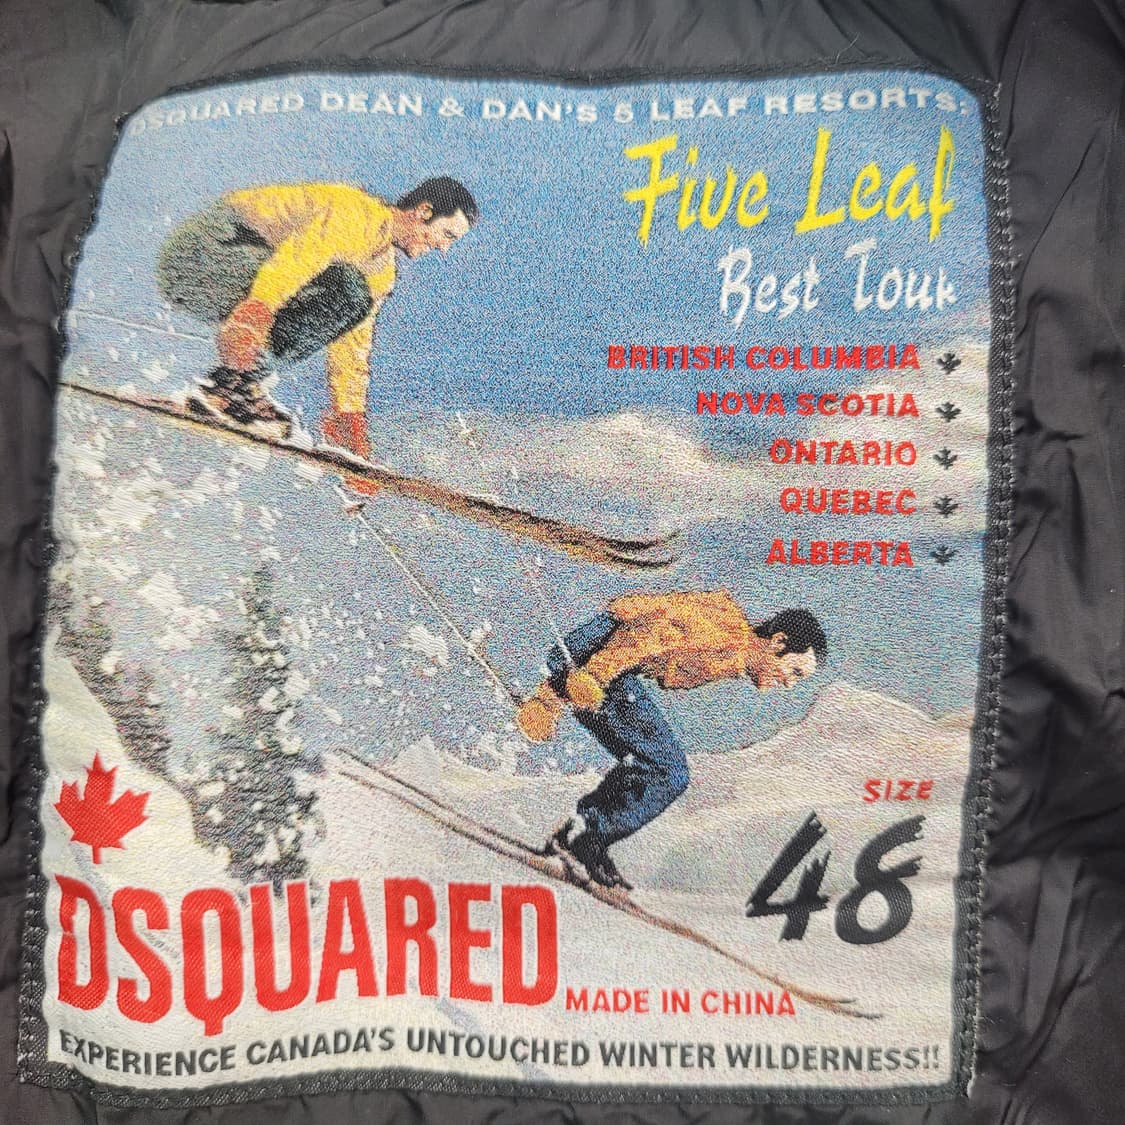 DSQUARED DEAN & DAN'S 5 LEAF RESORTS:
Five Leaf
Best Tour
BRITISH COLUMBIA
NOVA SCOTIA
ONTARIO
QUEBEC
ALBERTA
SIZE
48
DSQUARED
MADE IN CHINA
EXPERIENCE CANADA'S UNTOUCHED WINTER WILDERNESS!!